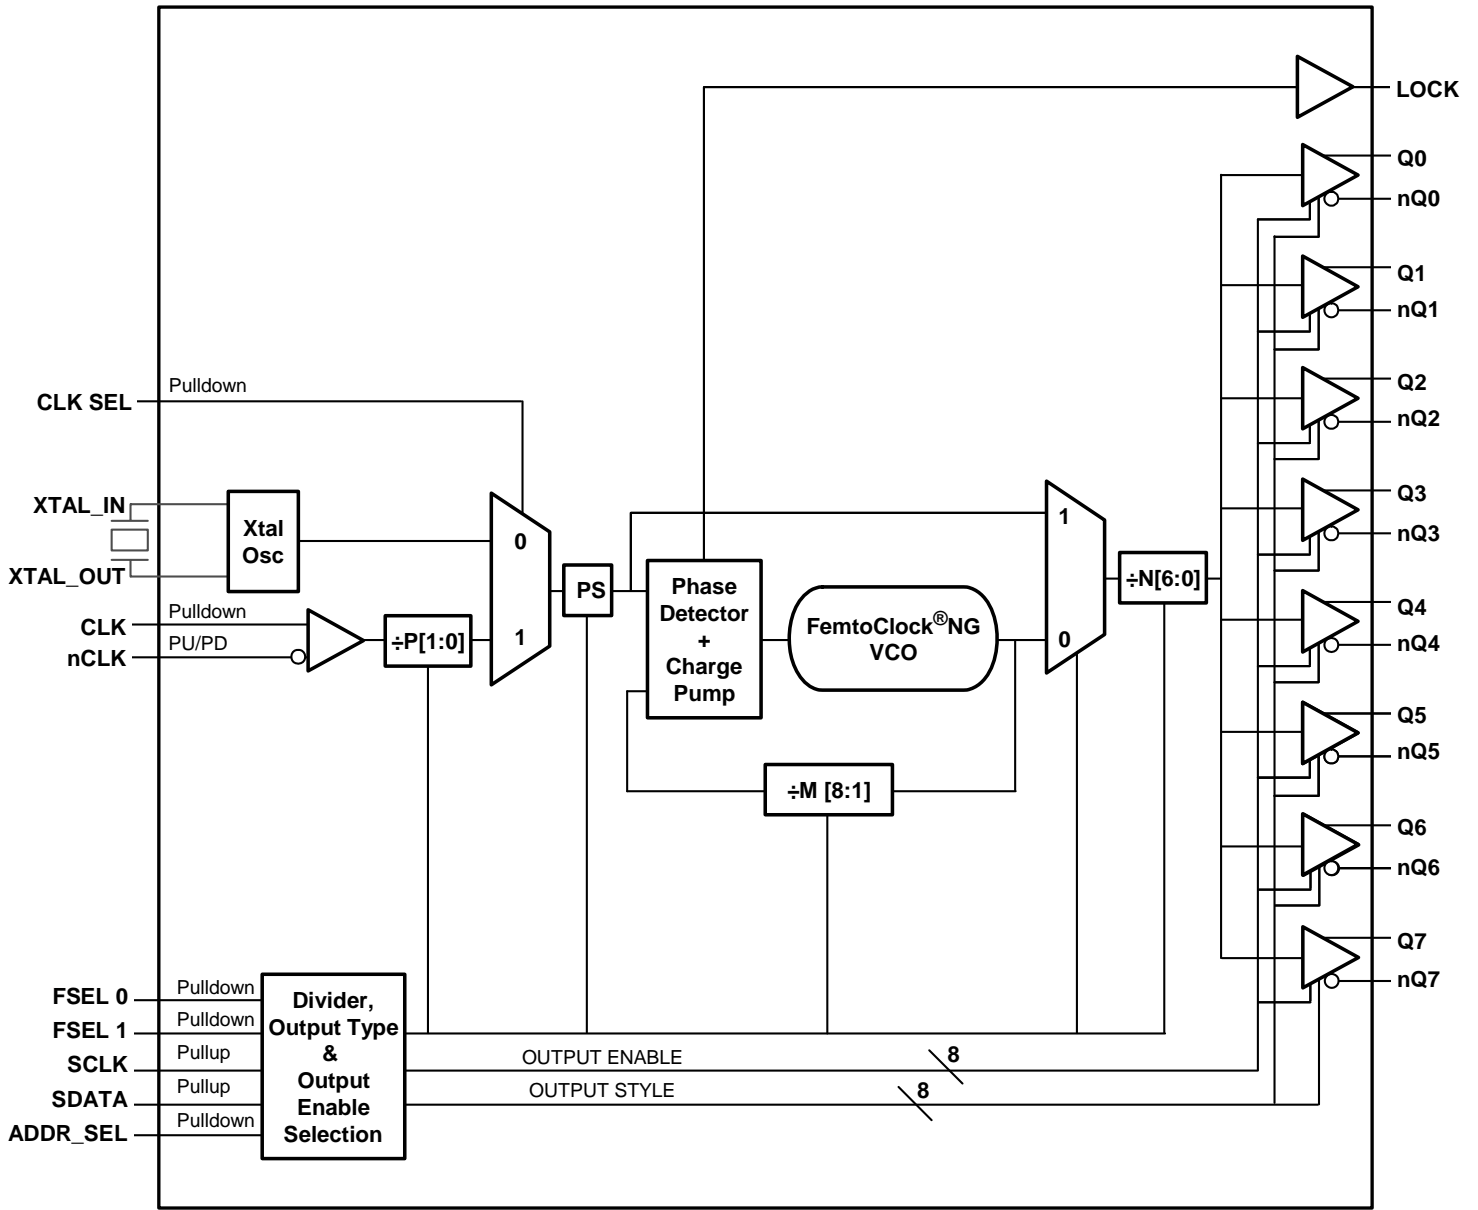 LOCK
Q0
nQ0
Q1
nQ1
Pulldown
CLK SEL
Q2
nQ2
XTAL_IN
XTAL_OUT
Xtal
Osc
0
1
PS
Phase
Detector
+
Charge
Pump
FemtoClock®NG
VCO
1
0
÷N[6:0]
Q3
nQ3
Pulldown
CLK
PU/PD
nCLK
÷P[1:0]
Q4
nQ4
÷M [8:1]
Q5
nQ5
Q6
nQ6
Q7
nQ7
FSEL 0
Pulldown
FSEL 1
Pulldown
SCLK
Pullup
SDATA
Pullup
ADDR_SEL
Pulldown
Divider,
Output Type
&
Output
Enable
Selection
OUTPUT ENABLE
8
OUTPUT STYLE
8